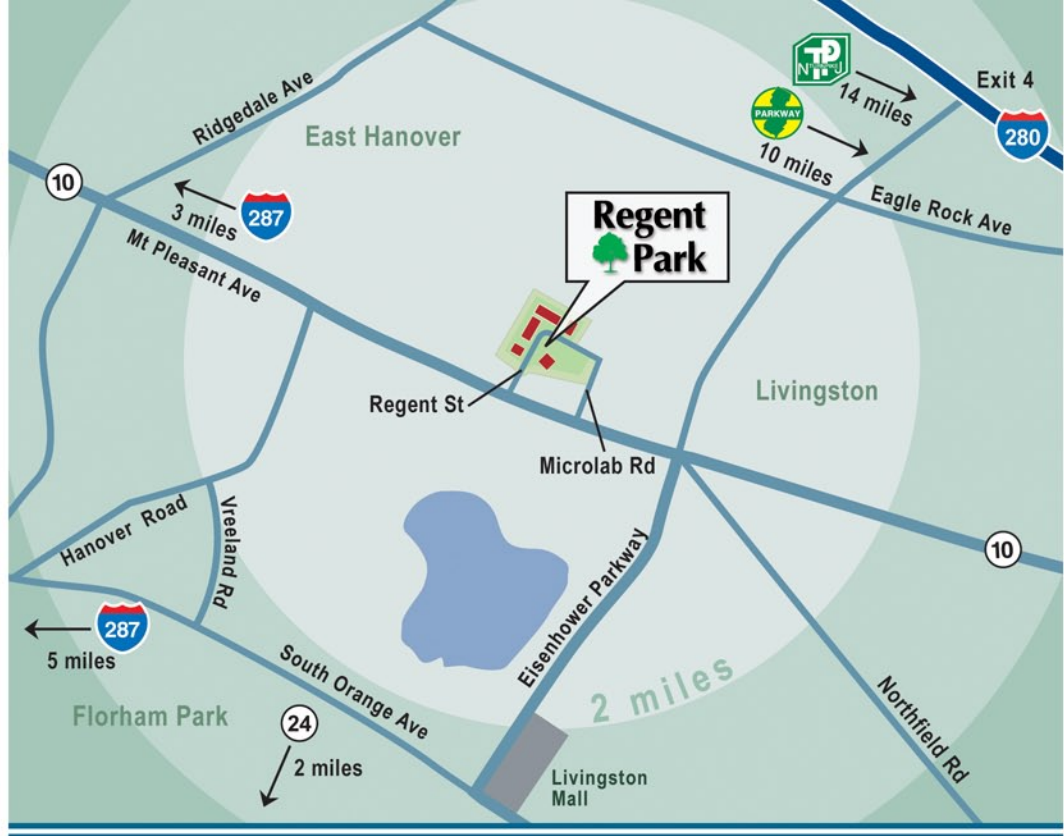 Ridgedale Ave
East Hanover
NTPJ
14 miles
Exit 4
PARKWAY
10 miles
280
10
287
3 miles
Mt Pleasant Ave
Regent
Park
Eagle Rock Ave
Regent St
Livingston
Microlab Rd
Hanover Road
Vreeland Rd
Eisenhower Parkway
10
287
5 miles
South Orange Ave
2 miles
Northfield Rd
Florham Park
24
2 miles
Livingston
Mall